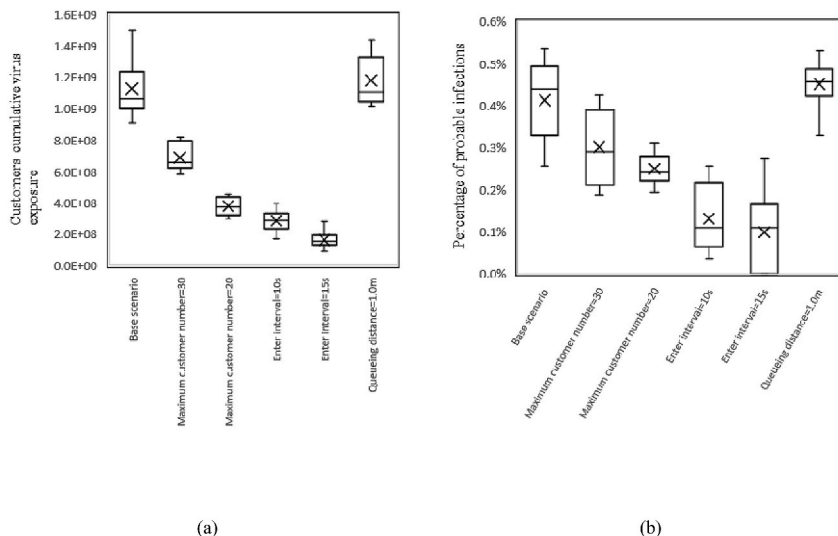 Customers cumulative virus
exposure
1.6E+09
1.4E+09
1.2E+09
1.0E+09
8.0E+08
6.0E+08
4.0E+08
2.0E+08
0.0E+00
Base scenario
Maximum customer number=30
Maximum customer number=20
Enter interval=10s
Enter interval=15s
Queueing distance=1.0m
(a)
Percentage of probable infections
0.6%
0.5%
0.4%
0.3%
0.2%
0.1%
0.0%
Base scenario
Maximum customer number=30
Maximum customer number=20
Enter interval=10s
Enter interval=15s
Queueing distance=1.0m
(b)